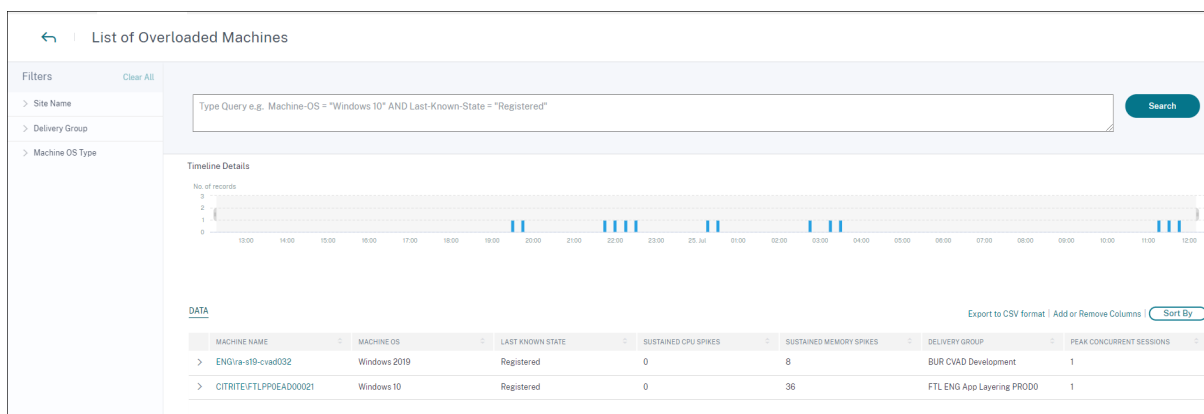 List of Overloaded Machines
Filters Clear All
Site Name
Delivery Group
Machine OS Type
Type Query e.g. Machine-OS = "Windows 10" AND Last-Known-State = "Registered"
Search
Timeline Details
No. of records
3
2
1
0
13:00 14:00 15:00 16:00 17:00 18:00 19:00 20:00 21:00 22:00 23:00 25. Jul 01:00 02:00 03:00 04:00 05:00 06:00 07:00 08:00 09:00 10:00 11:00 12:00
DATA
Export to CSV format | Add or Remove Columns | Sort By
MACHINE NAME MACHINE OS LAST KNOWN STATE SUSTAINED CPU SPIKES SUSTAINED MEMORY SPIKES DELIVERY GROUP PEAK CONCURRENT SESSIONS
ENG\ra-s19-cvad032 Windows 2019 Registered 0 8 BUR CVAD Development 1
CITRITE\FTLPP0EAD00021 Windows 10 Registered 0 36 FTL ENG App Layering PROD0 1